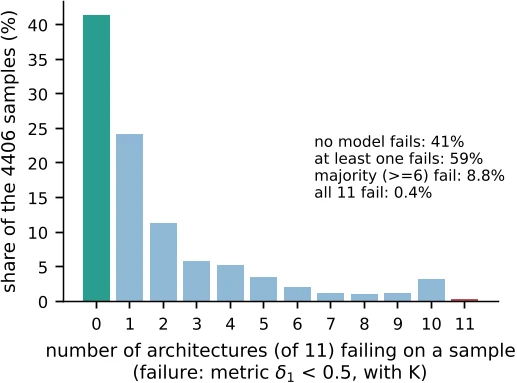 share of the 4406 samples (%)
40
35
30
25
20
15
10
5
0
no model fails: 41%
at least one fails: 59%
majority (>=6) fail: 8.8%
all 11 fail: 0.4%
0 1 2 3 4 5 6 7 8 9 10 11
number of architectures (of 11) failing on a sample
(failure: metric δ₁ < 0.5, with K)